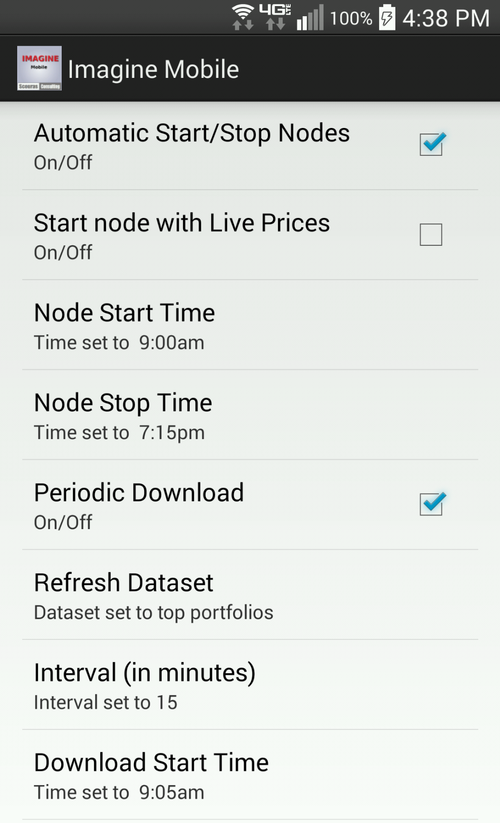 4G LTE 100% 4:38 PM
IMAGINE
Mobile
Imagine Mobile
Automatic Start/Stop Nodes
On/Off
Start node with Live Prices
On/Off
Node Start Time
Time set to  9:00am
Node Stop Time
Time set to  7:15pm
Periodic Download
On/Off
Refresh Dataset
Dataset set to top portfolios
Interval (in minutes)
Interval set to 15
Download Start Time
Time set to  9:05am